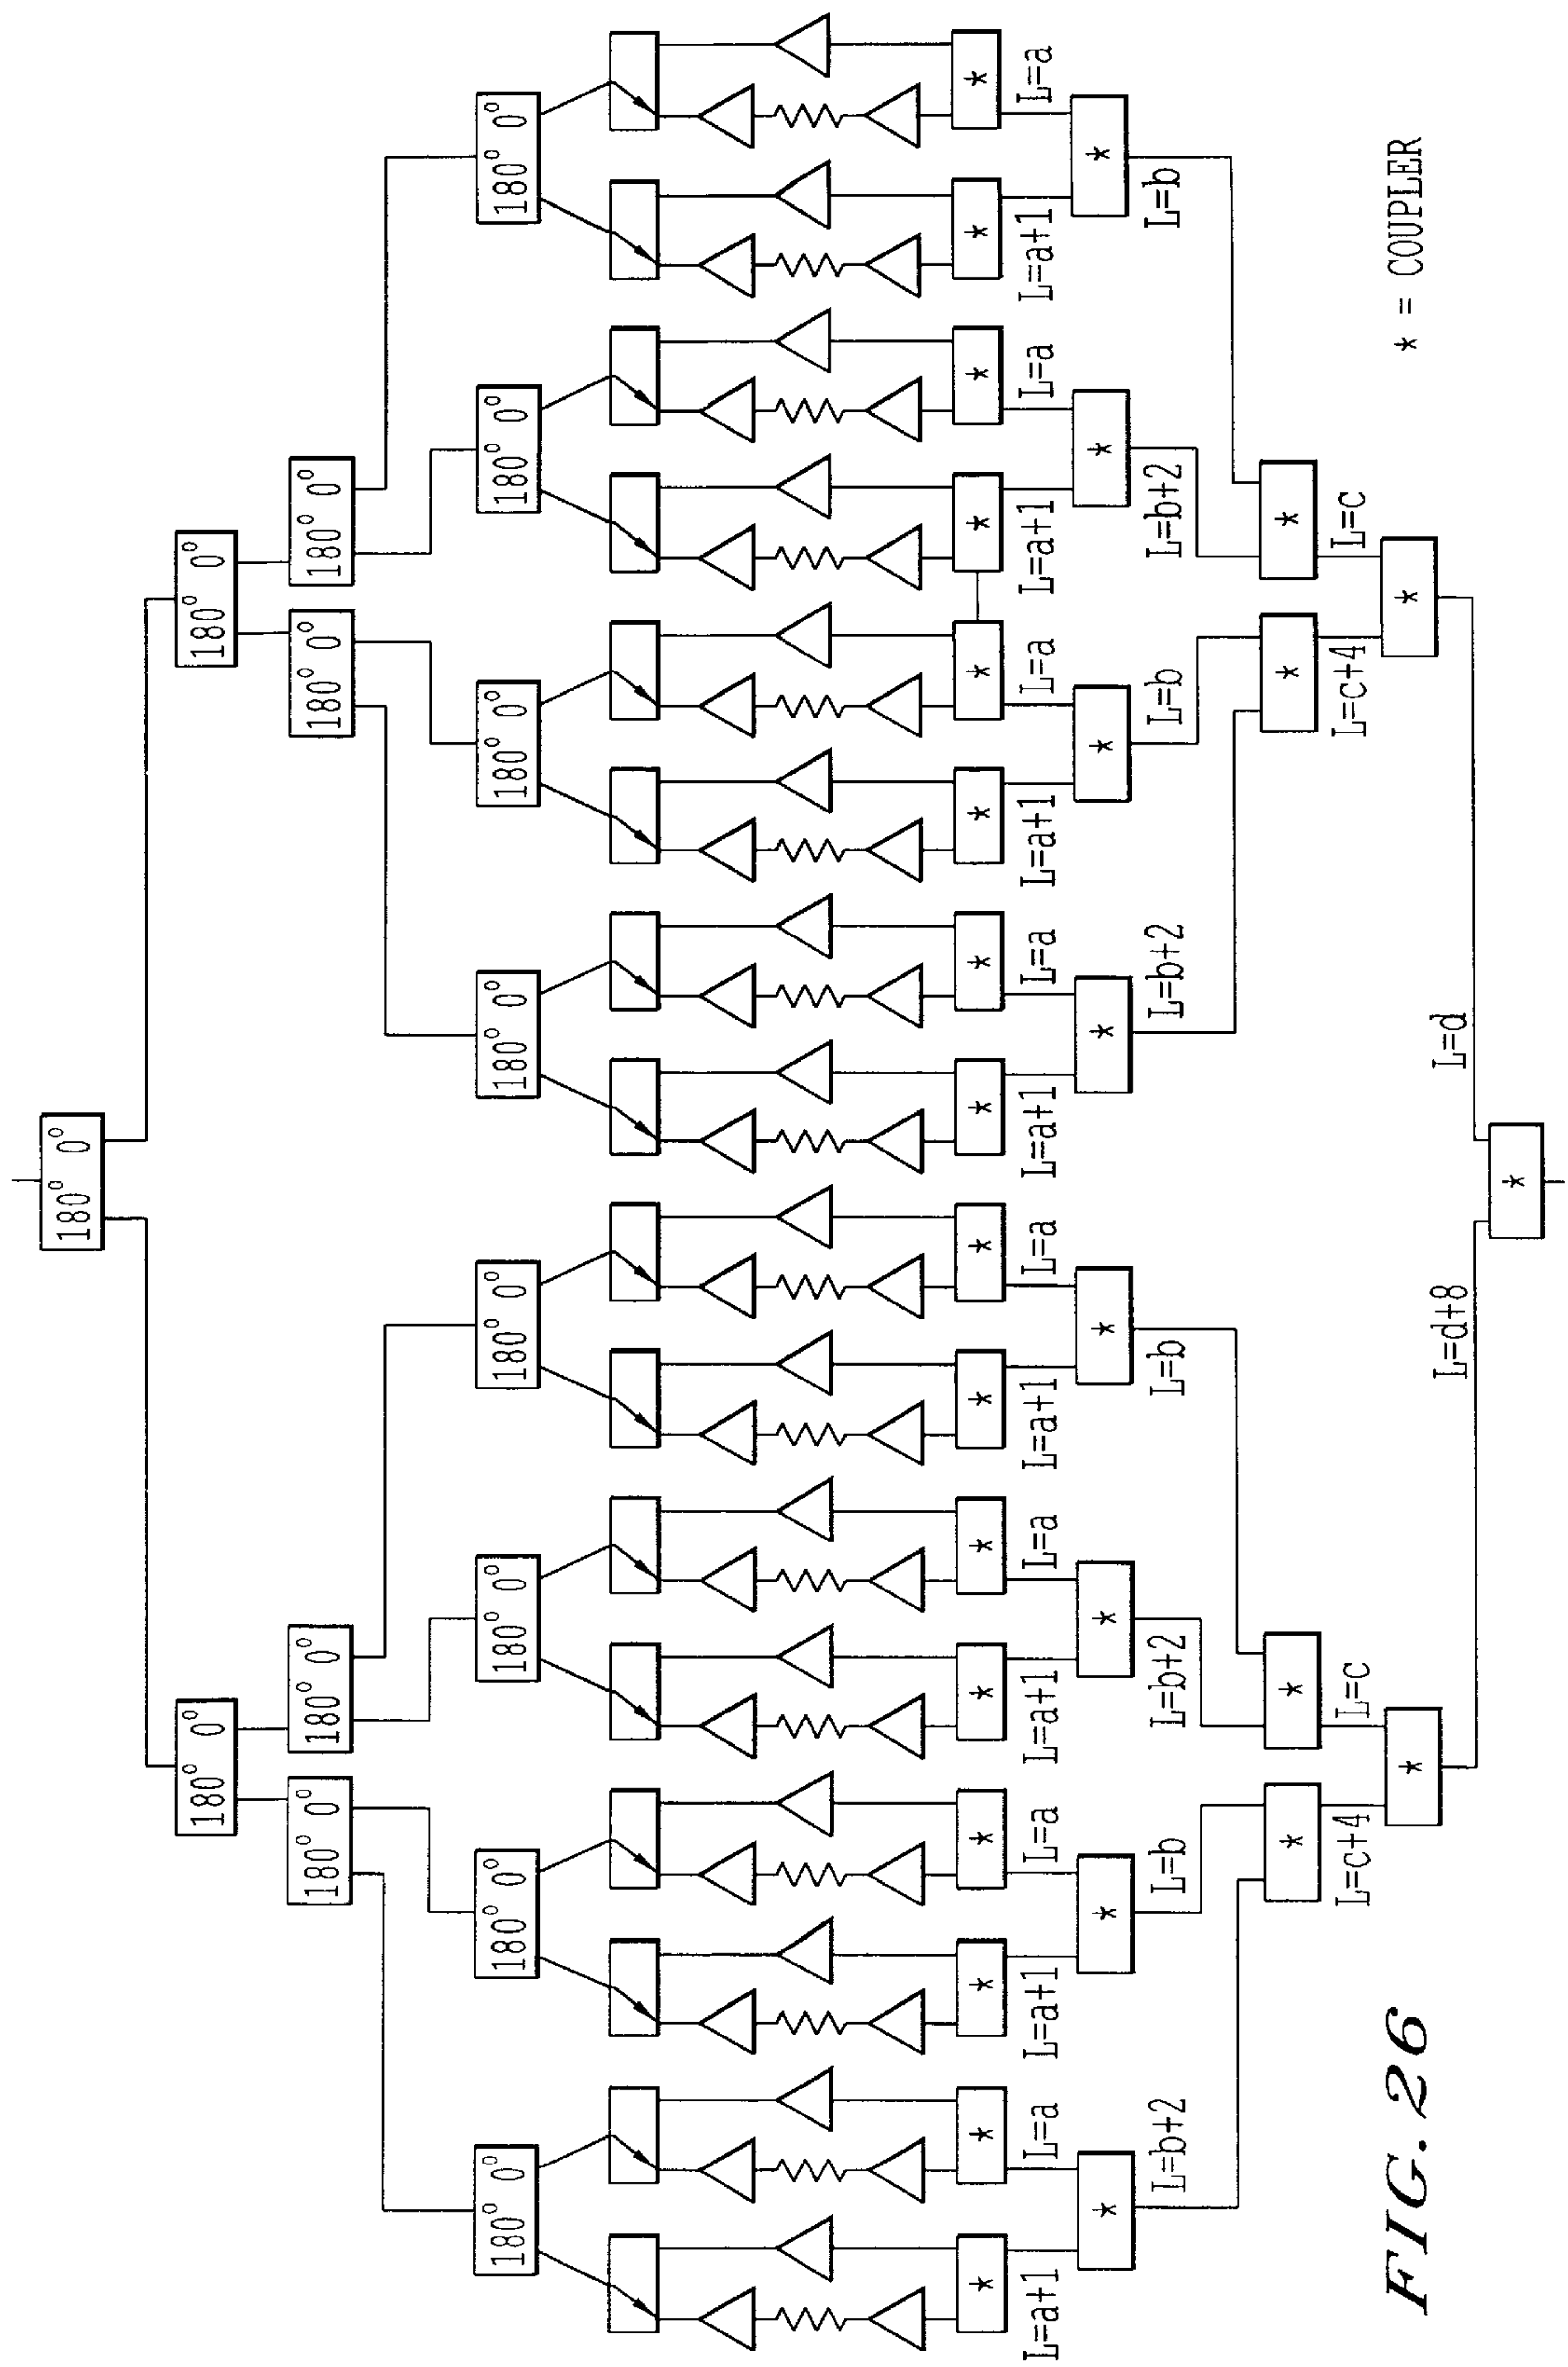 180° 0°
180° 0° 180° 0°
180° 0° 180° 0° 180° 0° 180° 0°
180° 0° 180° 0° 180° 0° 180° 0° 180° 0° 180° 0° 180° 0° 180° 0°
* * * * * * * * * * * * * * * *
L=a+1 L=a L=a+1 L=a L=a+1 L=a L=a+1 L=a L=a+1 L=a L=a+1 L=a L=a+1 L=a L=a+1 L=a
* * * * * * * *
L=b+2 L=b L=b+2 L=b L=b+2 L=b L=b+2 L=b
* * * *
L=c+4 L=c L=c+4 L=c
* *
* = COUPLER
L=d+8 L=d
*
FIG. 26